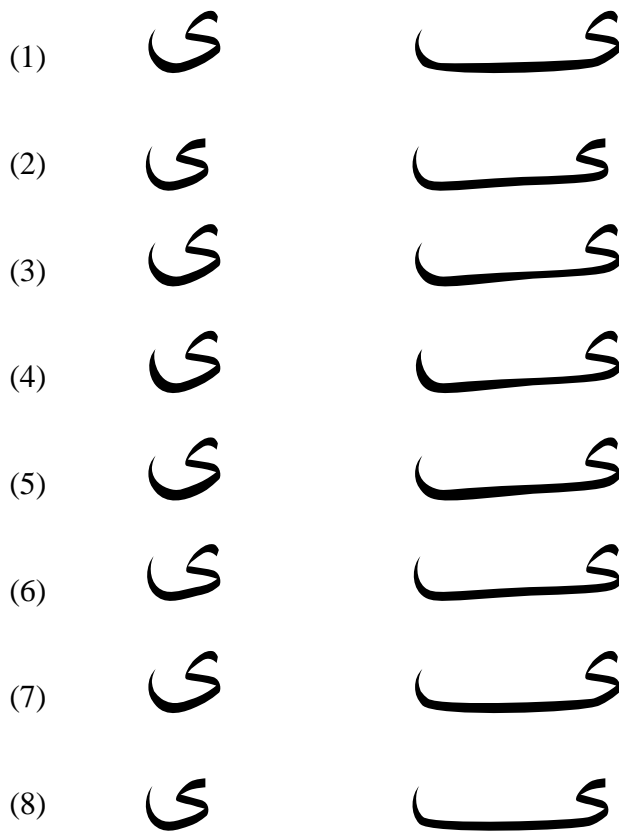 (1) ى ى
(2) ى ى
(3) ى ى
(4) ى ى
(5) ى ى
(6) ى ى
(7) ى ى
(8) ى ى